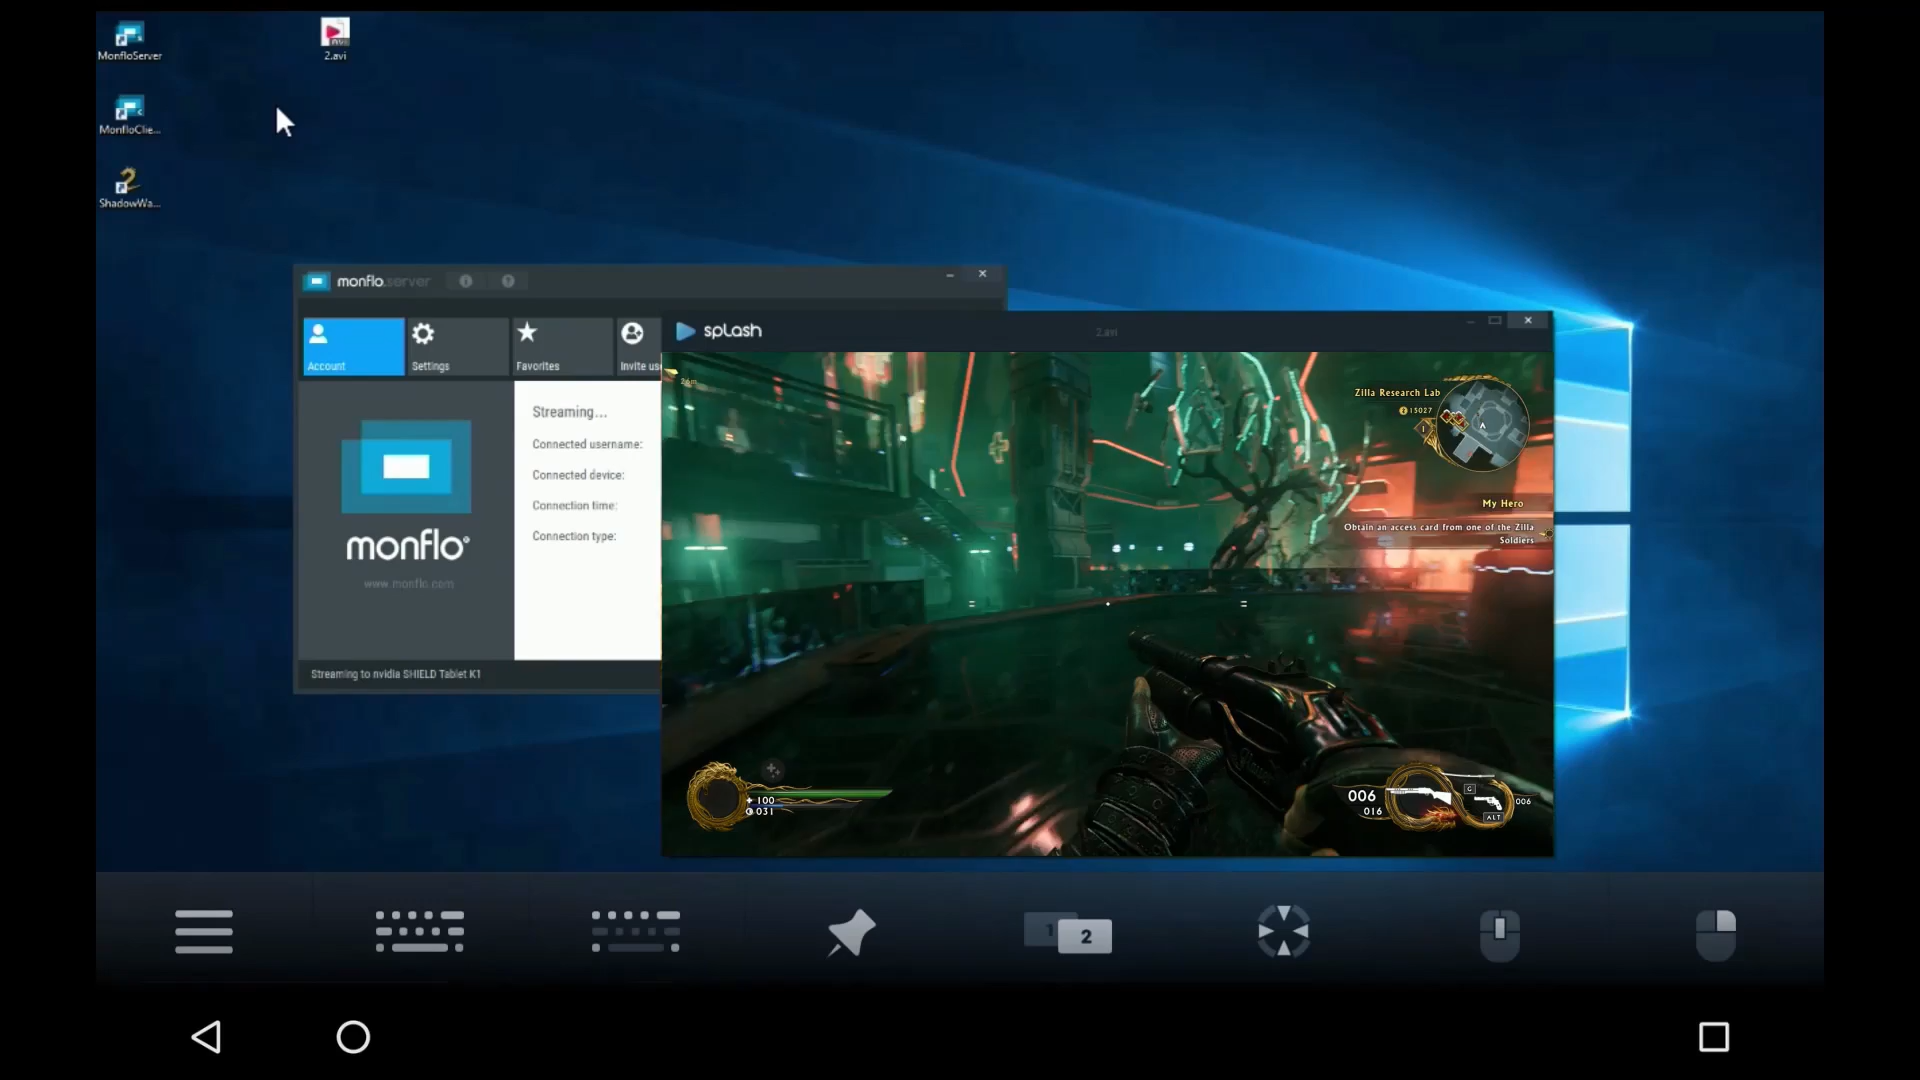 MonfloServer
2.avi
MonfloClie...
ShadowWa...
monflo.server
Account
Settings
Favorites
Invite us
Streaming...
Connected username:
Connected device:
Connection time:
Connection type:
monflo®
www.monflo.com
Streaming to nvidia SHIELD Tablet K1
splash
2.avi
Zilla Research Lab
15027
My Hero
Obtain an access card from one of the Zilla
Soldiers
100
031
006
016
G
006
ALT
1
2